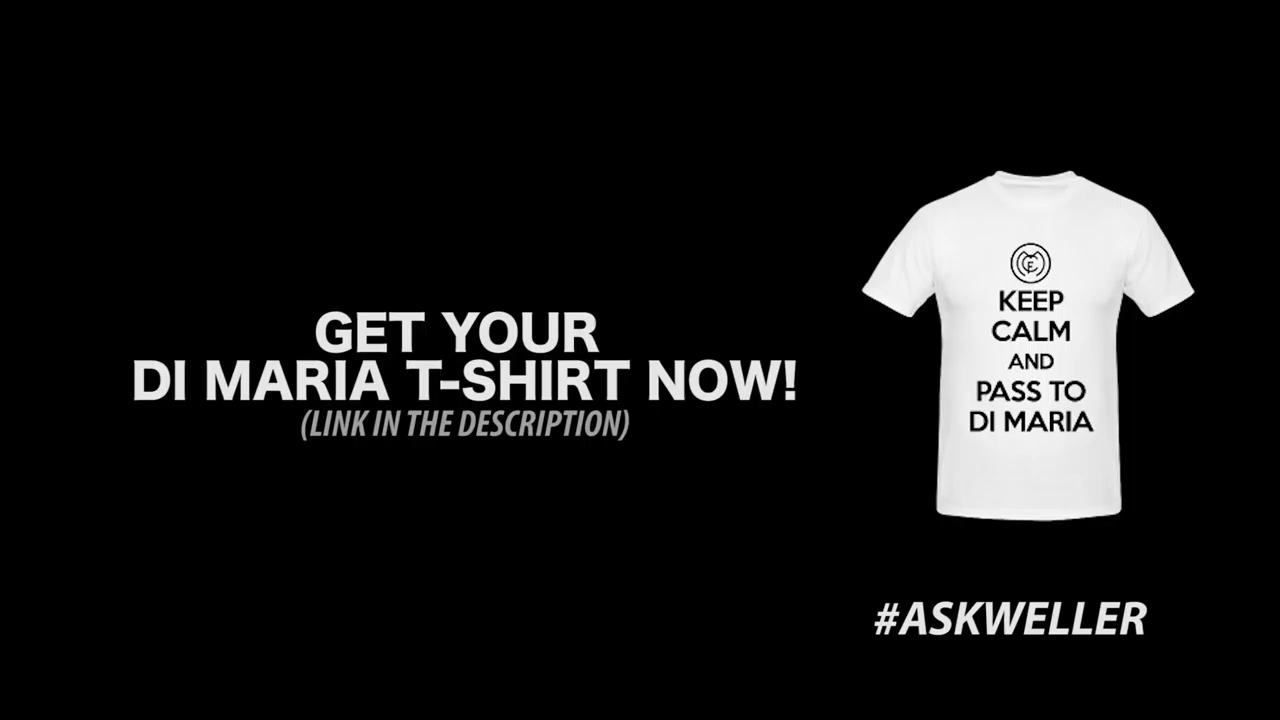 GET YOUR
DI MARIA T-SHIRT NOW!
(LINK IN THE DESCRIPTION)
KEEP
CALM
AND
PASS TO
DI MARIA
#ASKWELLER